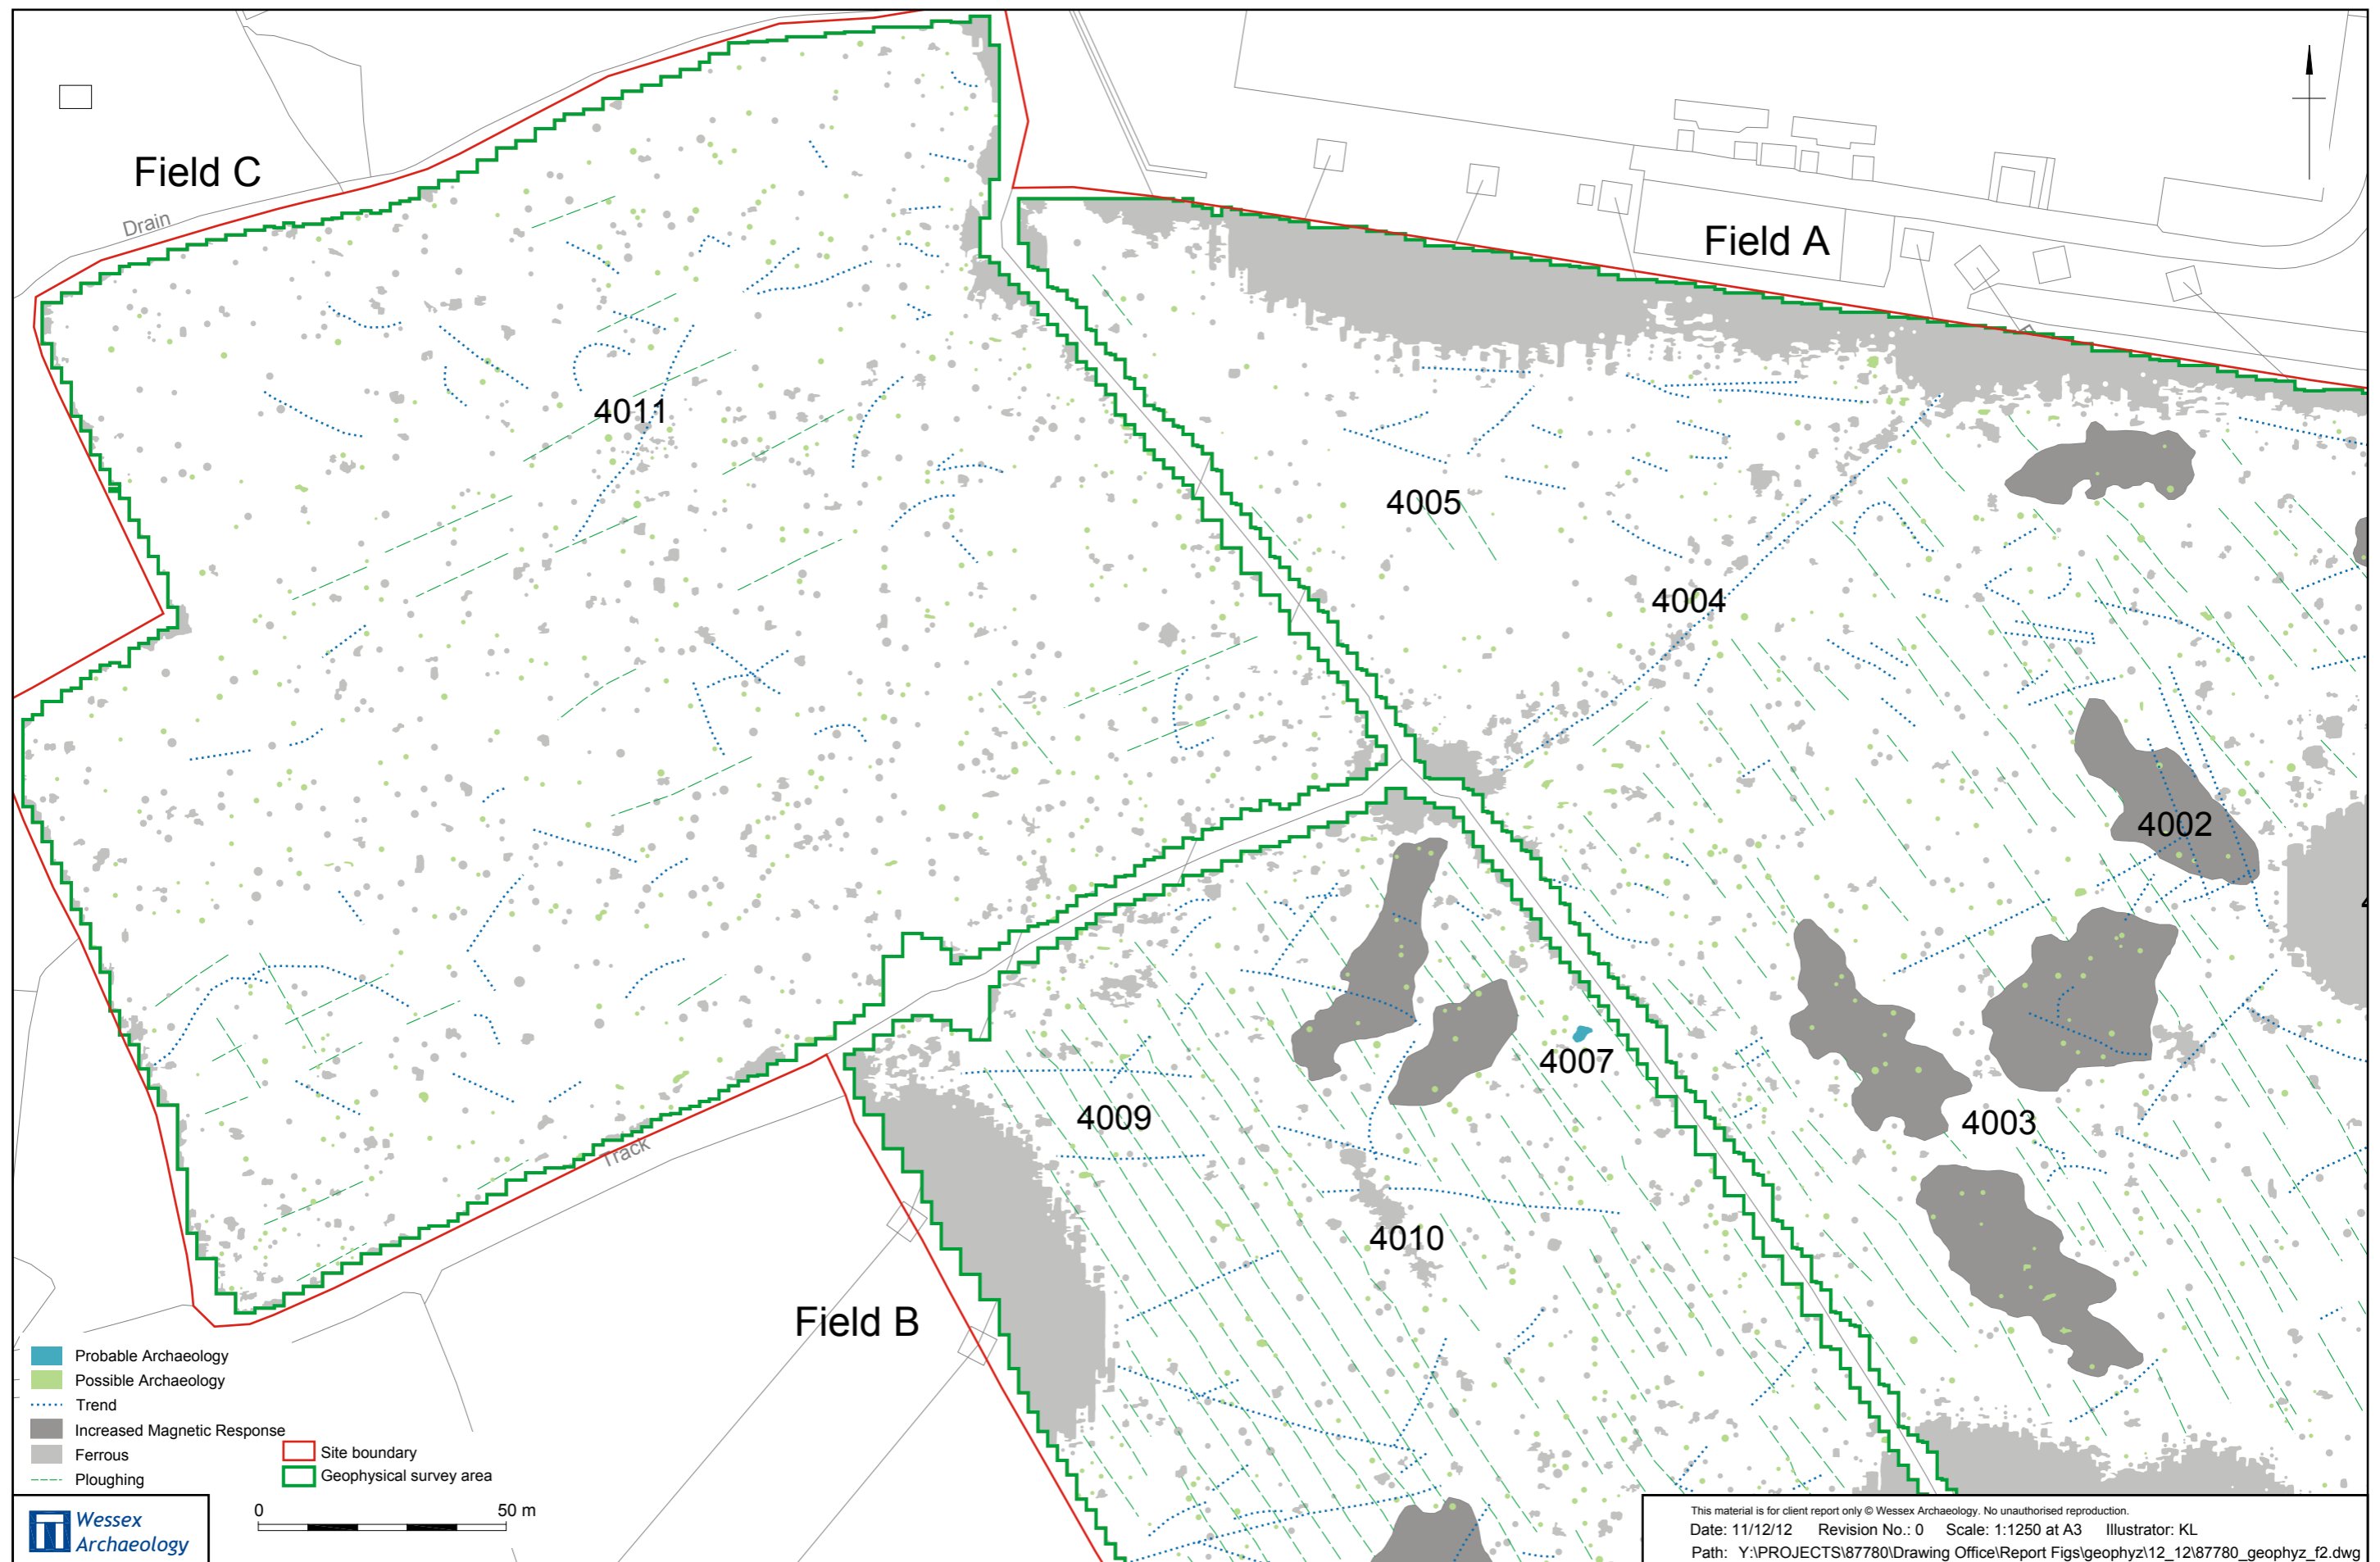 Field C
Drain
Field A
4011
4005
4004
4002
4007
4009
4003
4010
Track
Field B
Probable Archaeology
Possible Archaeology
Trend
Increased Magnetic Response
Ferrous
Ploughing
Site boundary
Geophysical survey area
0 50 m
Wessex
Archaeology
This material is for client report only © Wessex Archaeology. No unauthorised reproduction.
Date: 11/12/12 Revision No.: 0 Scale: 1:1250 at A3 Illustrator: KL
Path: Y:\PROJECTS\87780\Drawing Office\Report Figs\geophyz\12_12\87780_geophyz_f2.dwg